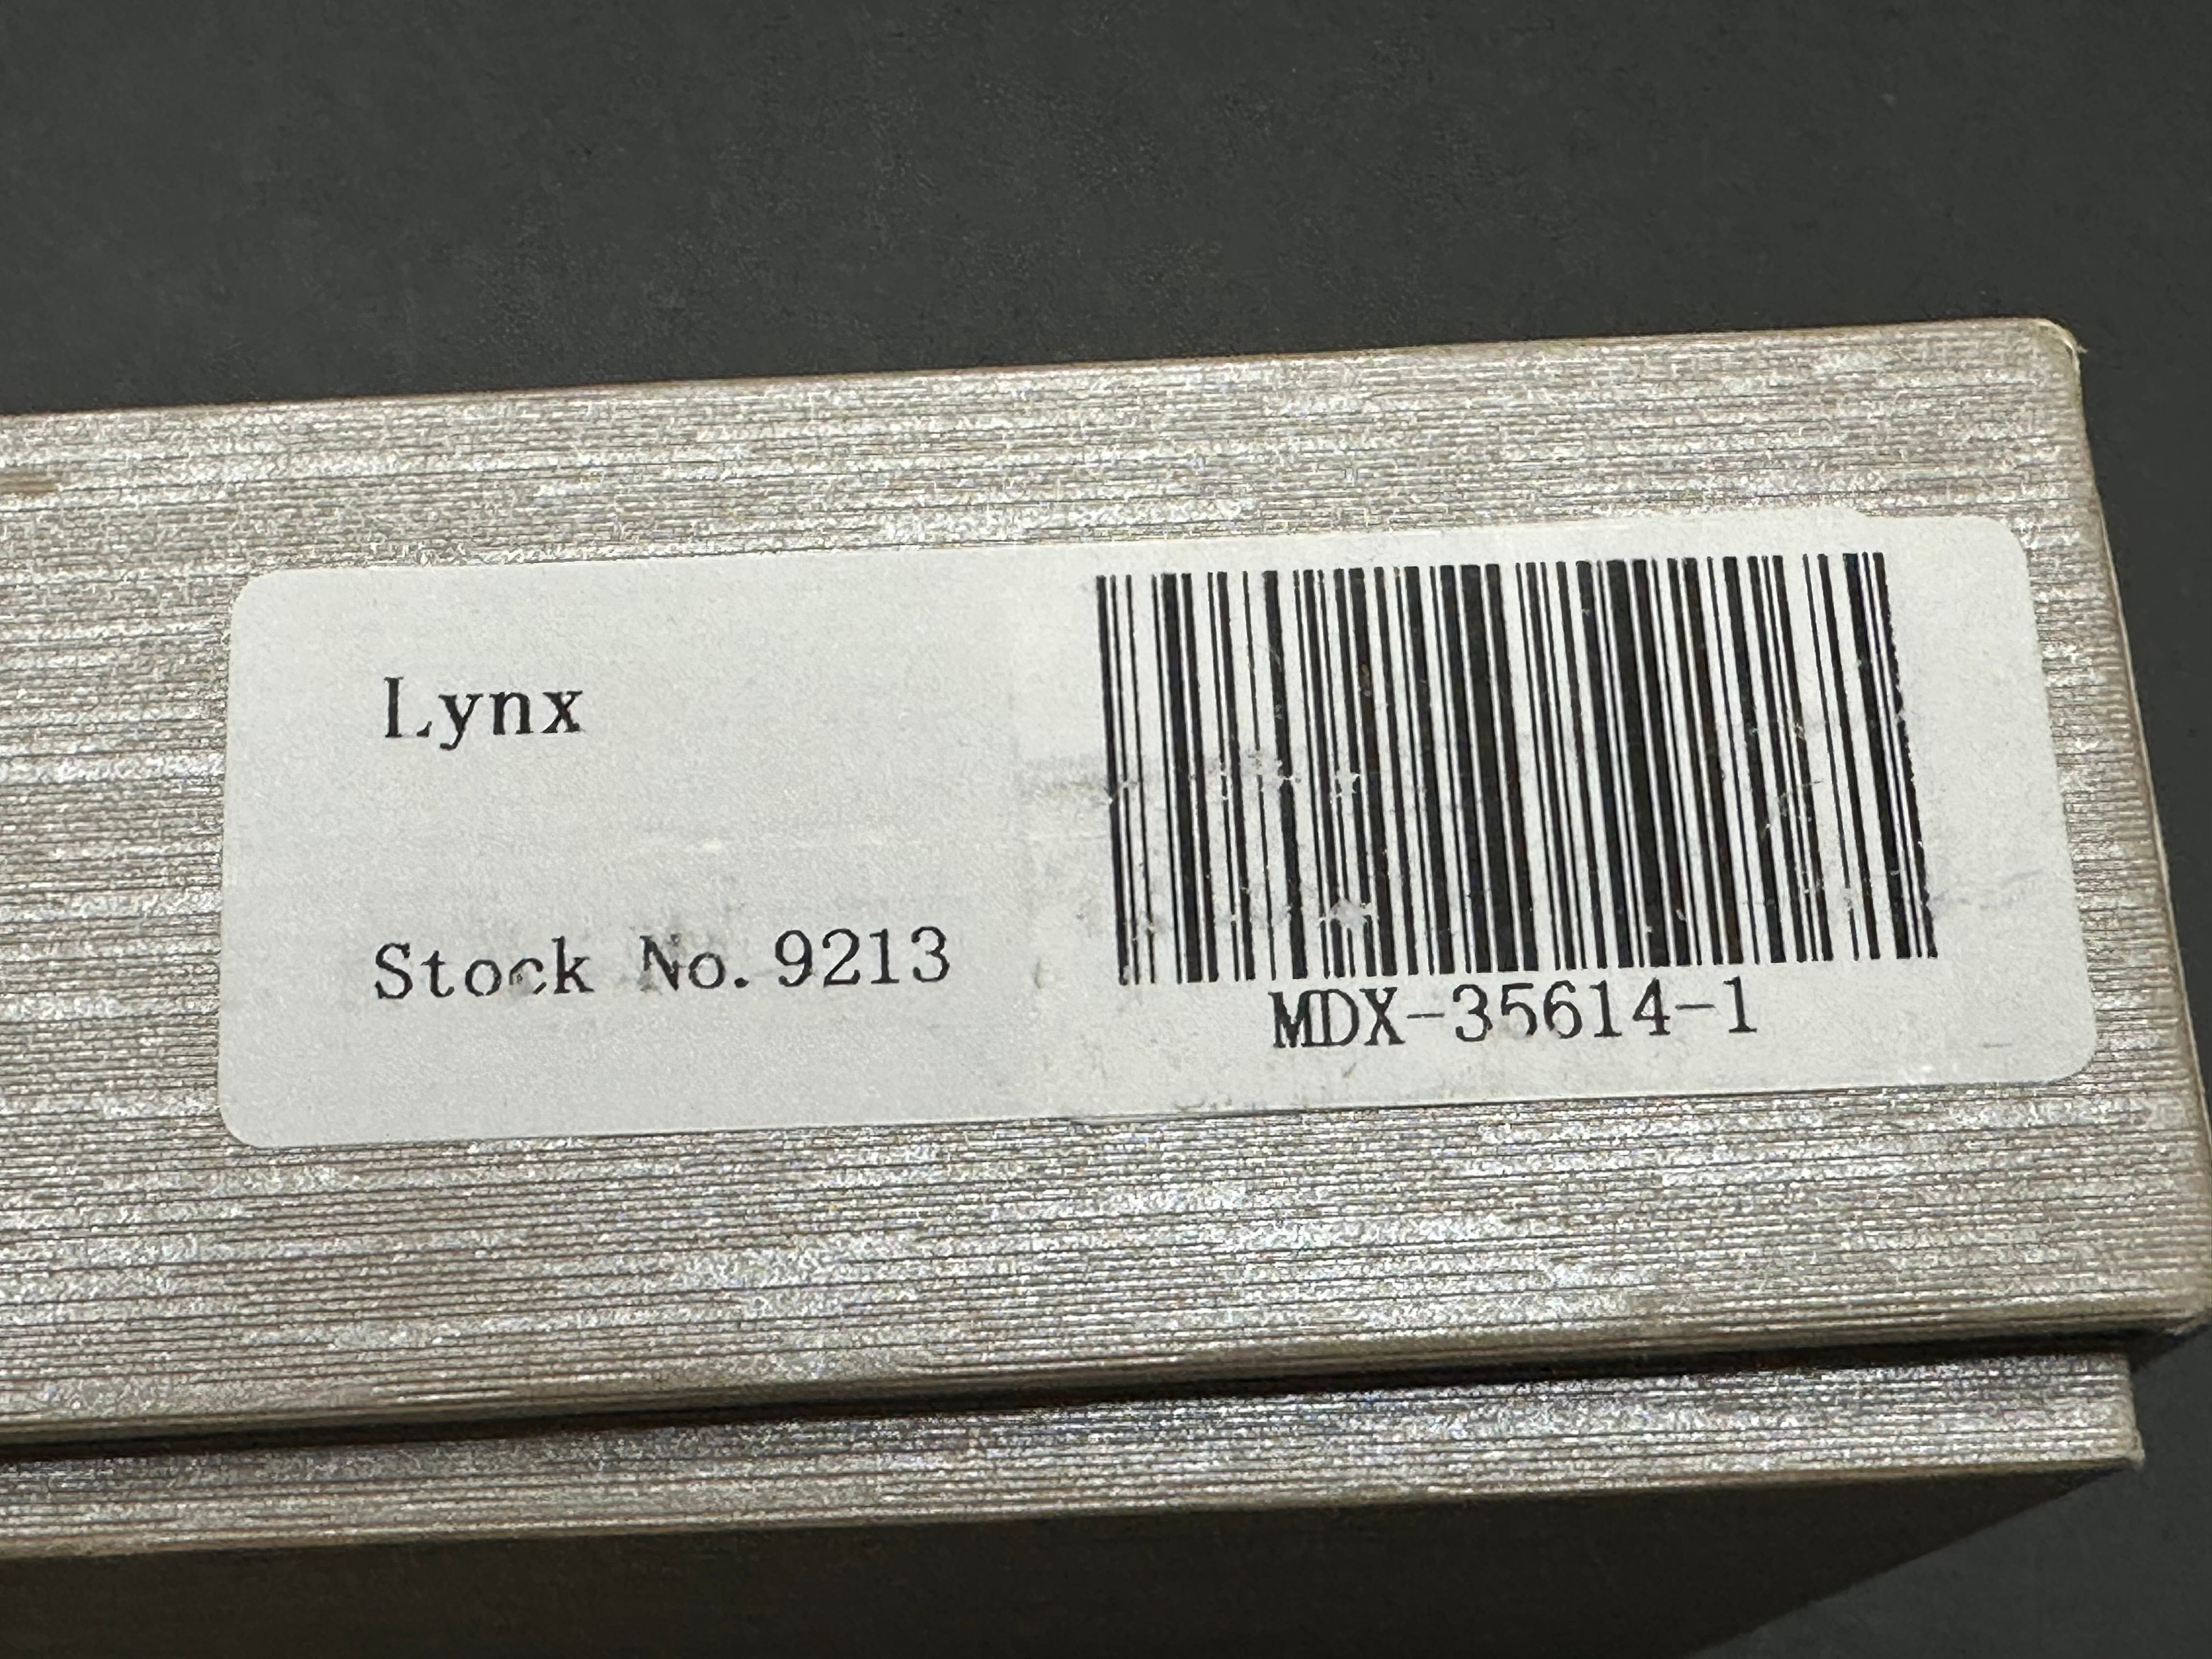 Lynx
Stock No. 9213
MDX-35614-1